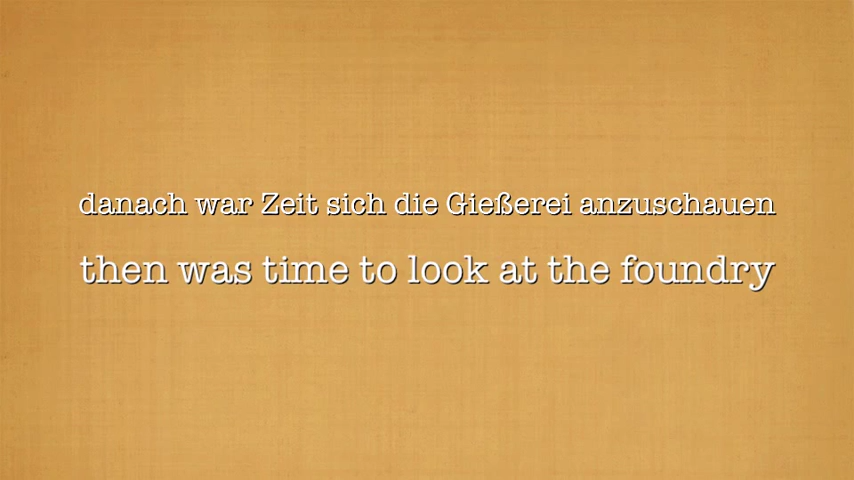 danach war Zeit sich die Gießerei anzuschauen
then was time to look at the foundry